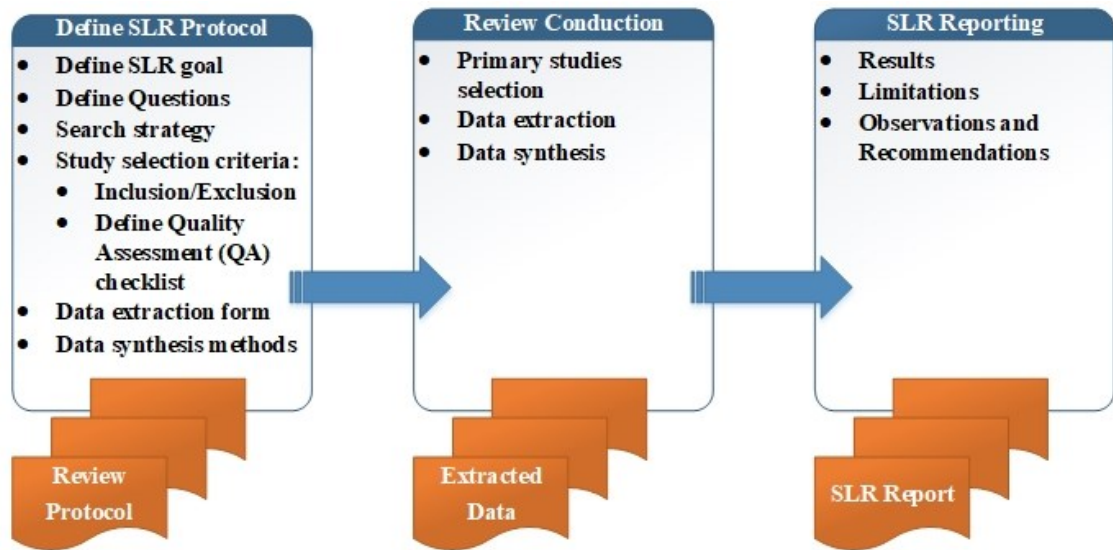 Define SLR Protocol
• Define SLR goal
• Define Questions
• Search strategy
• Study selection criteria:
• Inclusion/Exclusion
• Define Quality
Assessment (QA)
checklist
• Data extraction form
• Data synthesis methods
Review
Protocol
Review Conduction
• Primary studies
selection
• Data extraction
• Data synthesis
Extracted
Data
SLR Reporting
• Results
• Limitations
• Observations and
Recommendations
SLR Report